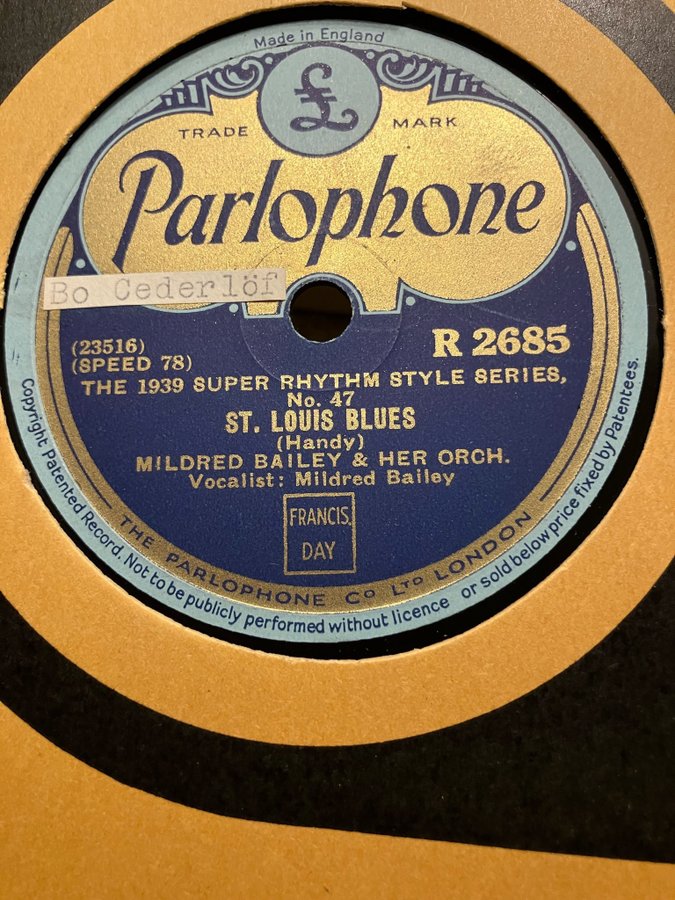 Made in England
£
TRADE MARK
Parlophone
Bo Cederlöf
(23516)
(SPEED 78)
R 2685
THE 1939 SUPER RHYTHM STYLE SERIES,
No. 47
ST. LOUIS BLUES
(Handy)
MILDRED BAILEY & HER ORCH.
Vocalist: Mildred Bailey
FRANCIS,
DAY
THE PARLOPHONE Co LTD LONDON
Copyright Patented Record. Not to be publicly performed without licence or sold below price fixed by Patentees.